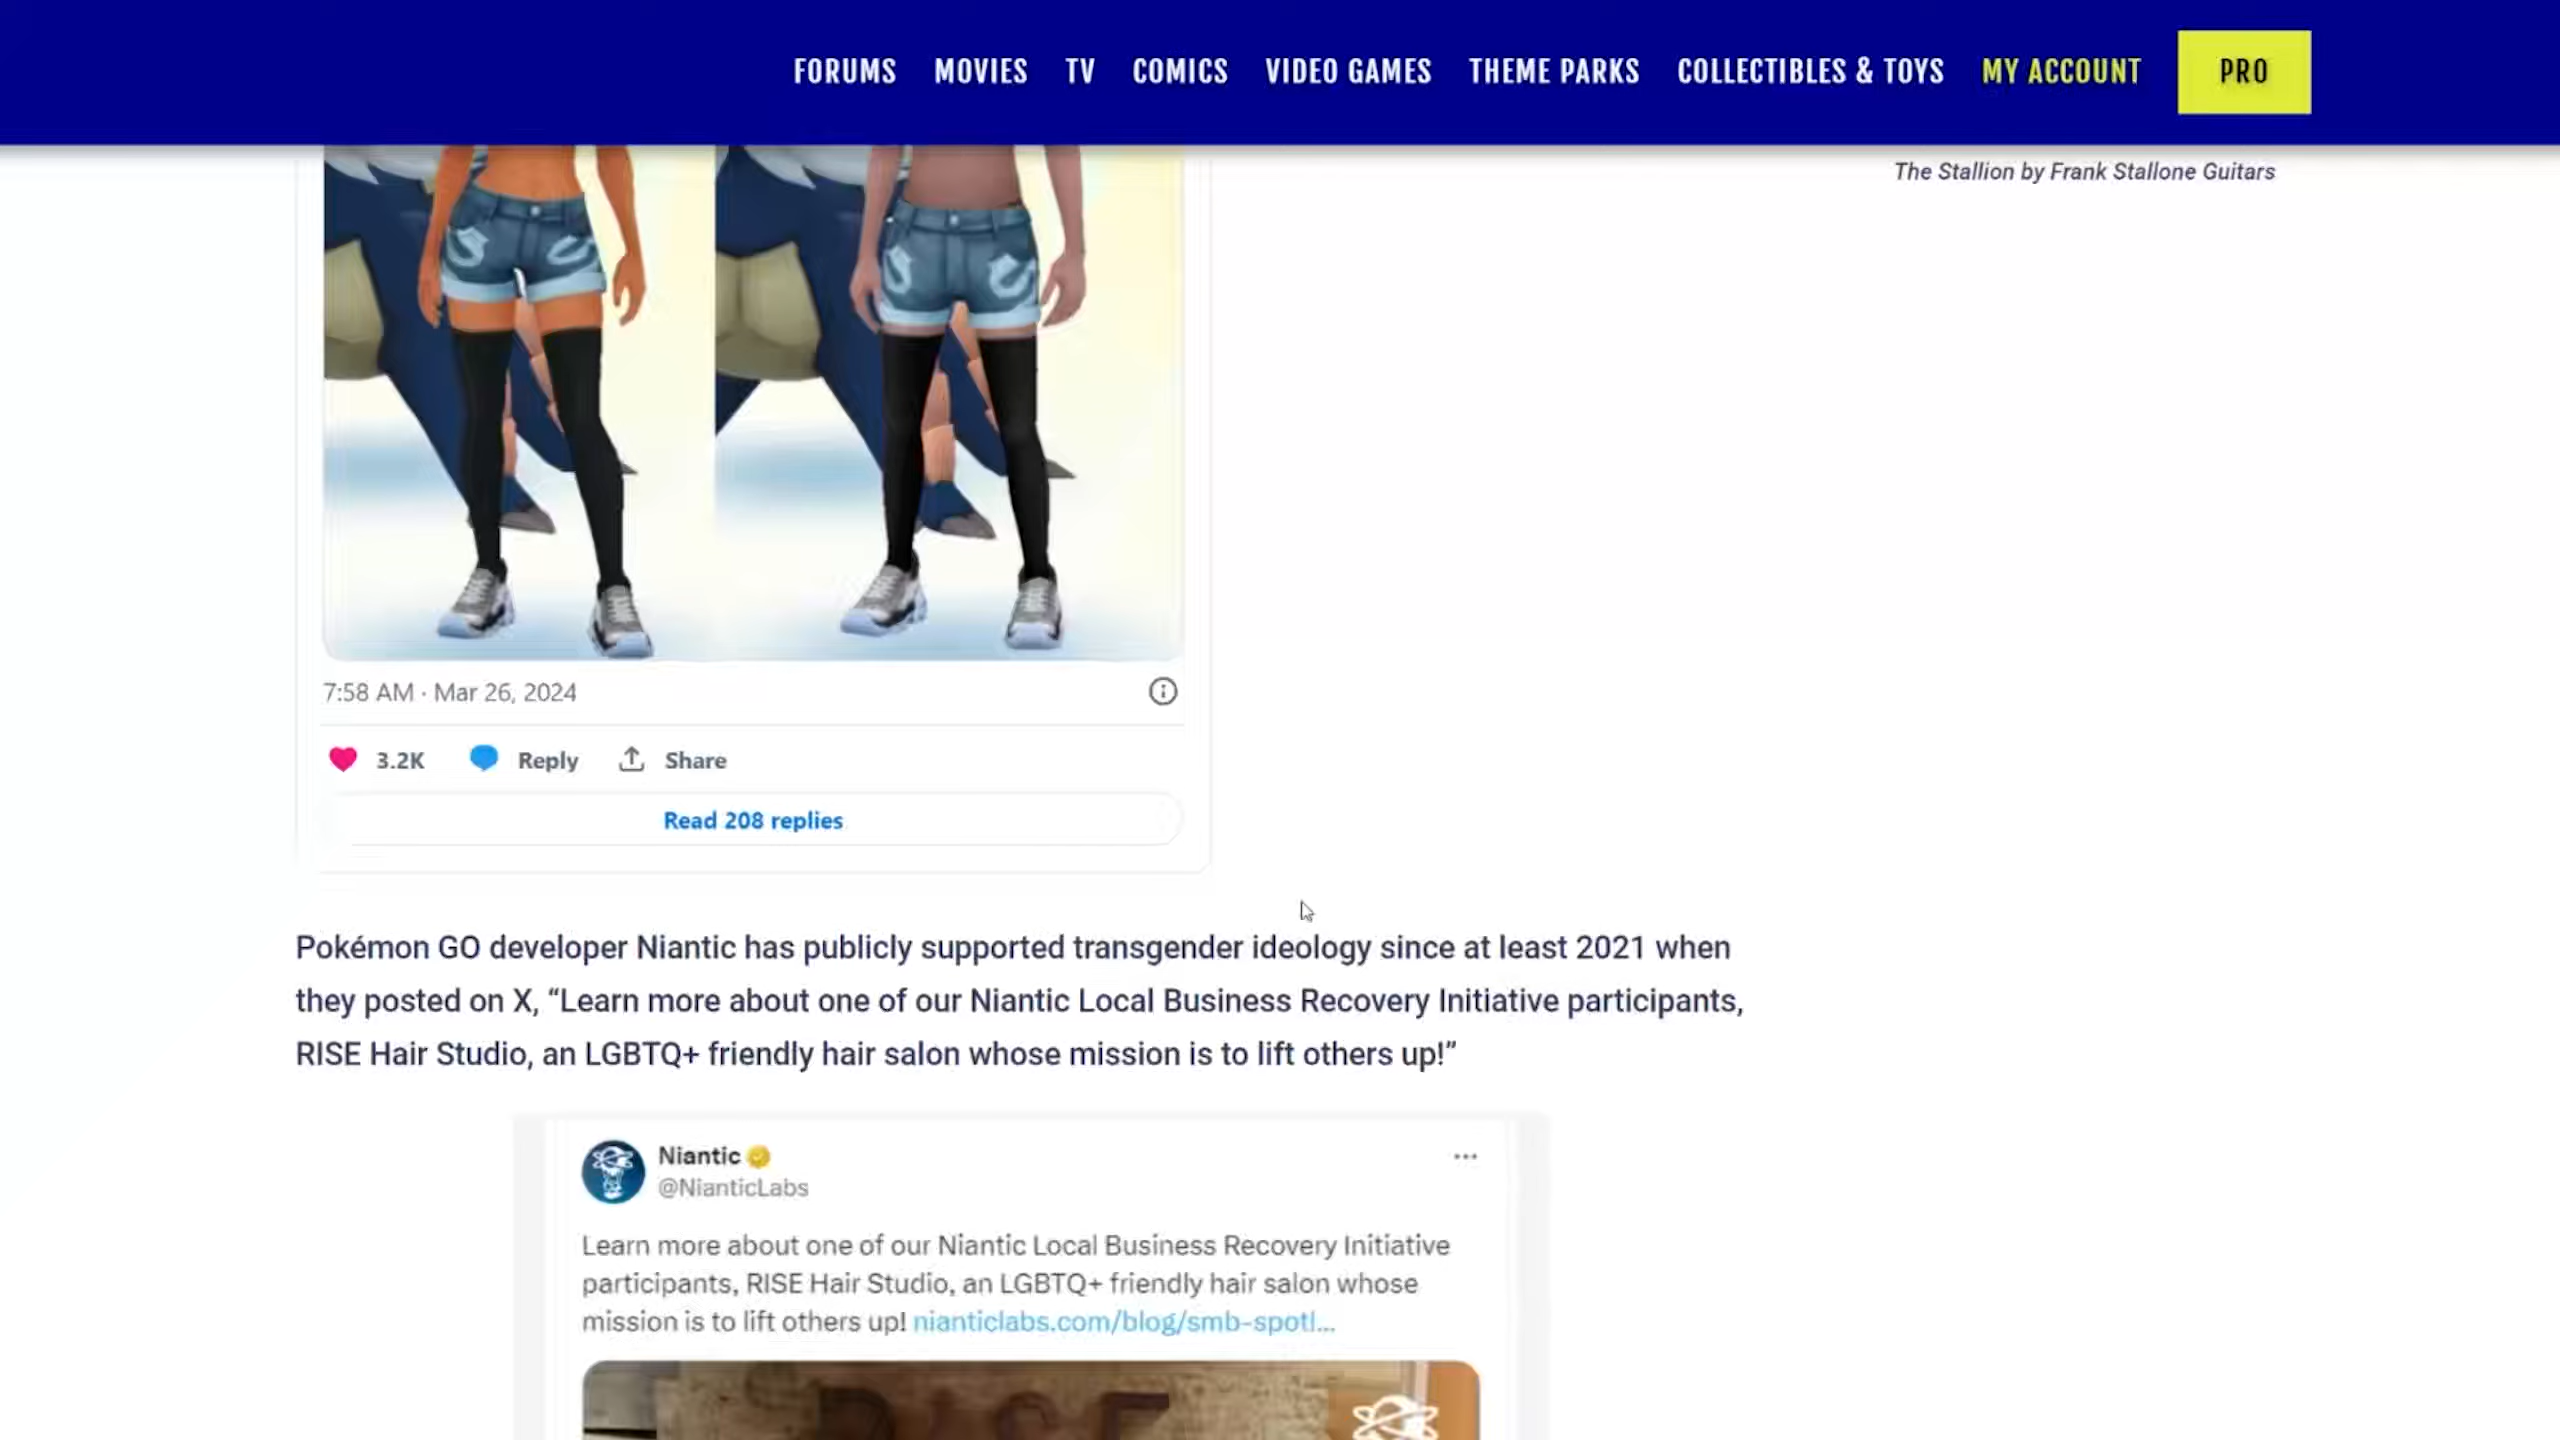 FORUMS MOVIES TV COMICS VIDEO GAMES THEME PARKS COLLECTIBLES & TOYS MY ACCOUNT PRO
The Stallion by Frank Stallone Guitars
7:58 AM · Mar 26, 2024
3.2K Reply Share
Read 208 replies
Pokémon GO developer Niantic has publicly supported transgender ideology since at least 2021 when
they posted on X, “Learn more about one of our Niantic Local Business Recovery Initiative participants,
RISE Hair Studio, an LGBTQ+ friendly hair salon whose mission is to lift others up!”
Niantic
@NianticLabs
Learn more about one of our Niantic Local Business Recovery Initiative
participants, RISE Hair Studio, an LGBTQ+ friendly hair salon whose
mission is to lift others up! nianticlabs.com/blog/smb-spotl...
RISE